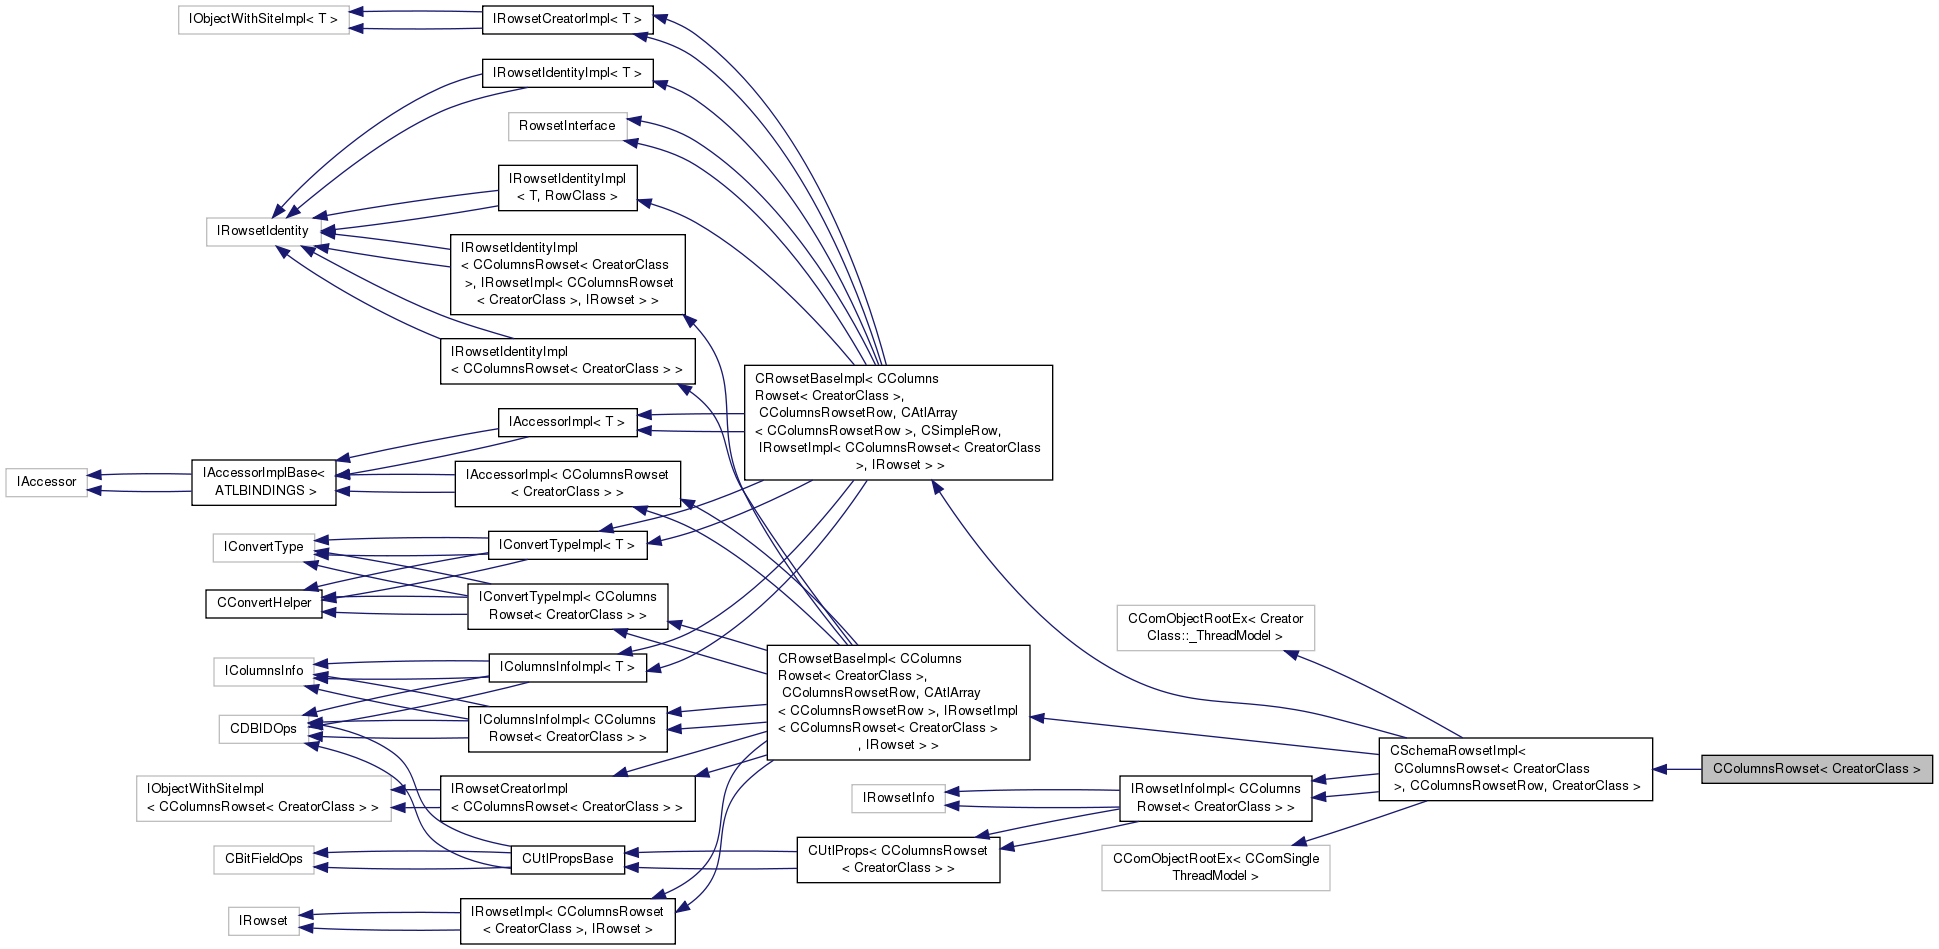 IObjectWithSiteImpl< T >
IRowsetCreatorImpl< T >
IRowsetIdentityImpl< T >
RowsetInterface
IRowsetIdentityImpl
< T, RowClass >
IRowsetIdentity
IRowsetIdentityImpl
< CColumnsRowset< CreatorClass
>, IRowsetImpl< CColumnsRowset
< CreatorClass >, IRowset > >
IRowsetIdentityImpl
< CColumnsRowset< CreatorClass > >
CRowsetBaseImpl< CColumns
Rowset< CreatorClass >,
CColumnsRowsetRow, CAtlArray
< CColumnsRowsetRow >, CSimpleRow,
IRowsetImpl< CColumnsRowset< CreatorClass
>, IRowset > >
IAccessorImpl< T >
IAccessor
IAccessorImplBase<
ATLBINDINGS >
IAccessorImpl< CColumnsRowset
< CreatorClass > >
IConvertType
IConvertTypeImpl< T >
CConvertHelper
IConvertTypeImpl< CColumns
Rowset< CreatorClass > >
CComObjectRootEx< Creator
Class::_ThreadModel >
IColumnsInfo
IColumnsInfoImpl< T >
CRowsetBaseImpl< CColumns
Rowset< CreatorClass >,
CColumnsRowsetRow, CAtlArray
< CColumnsRowsetRow >, IRowsetImpl
< CColumnsRowset< CreatorClass >
, IRowset > >
CDBIDOps
IColumnsInfoImpl< CColumns
Rowset< CreatorClass > >
CSchemaRowsetImpl<
CColumnsRowset< CreatorClass
>, CColumnsRowsetRow, CreatorClass >
CColumnsRowset< CreatorClass >
IObjectWithSiteImpl
< CColumnsRowset< CreatorClass > >
IRowsetCreatorImpl
< CColumnsRowset< CreatorClass > >
IRowsetInfo
IRowsetInfoImpl< CColumns
Rowset< CreatorClass > >
CBitFieldOps
CUtlPropsBase
CUtlProps< CColumnsRowset
< CreatorClass > >
CComObjectRootEx< CComSingle
ThreadModel >
IRowset
IRowsetImpl< CColumnsRowset
< CreatorClass >, IRowset >